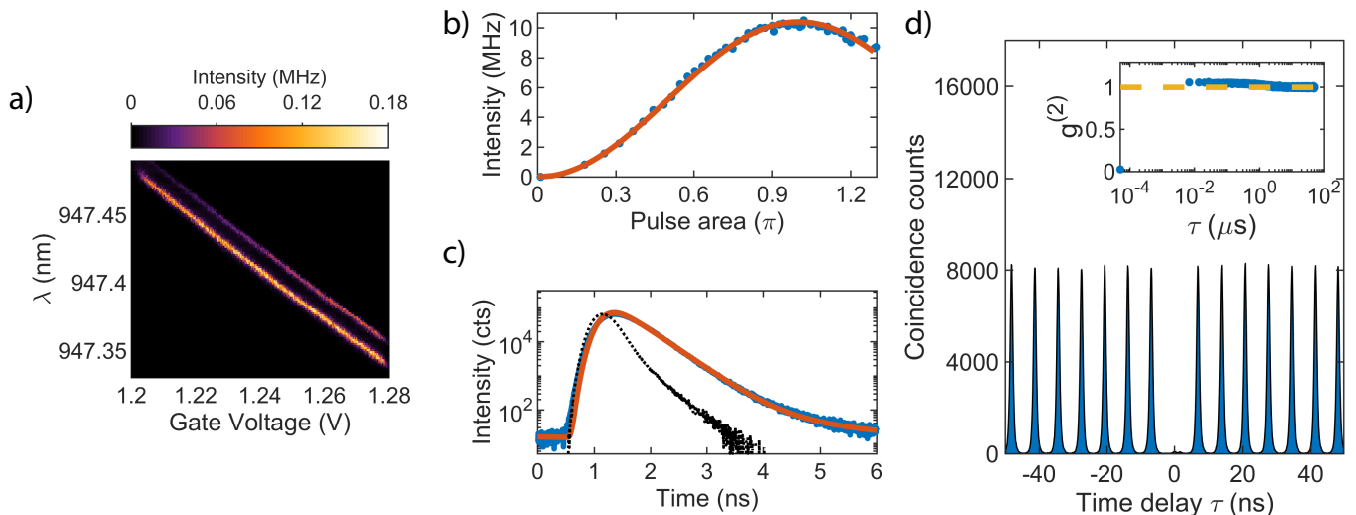 a)
Intensity (MHz)
0 0.06 0.12 0.18
947.45
947.4
947.35
λ (nm)
1.2 1.22 1.24 1.26 1.28
Gate Voltage (V)
b)
10
8
6
4
2
0
Intensity (MHz)
0.3 0.6 0.9 1.2
Pulse area (π)
c)
10^4
10^2
Intensity (cts)
0 1 2 3 4 5 6
Time (ns)
d)
16000
12000
8000
4000
0
Coincidence counts
-40 -20 0 20 40
Time delay τ (ns)
1
0.5
0
g^(2)
10^-4 10^-2 10^0 10^2
τ (μs)